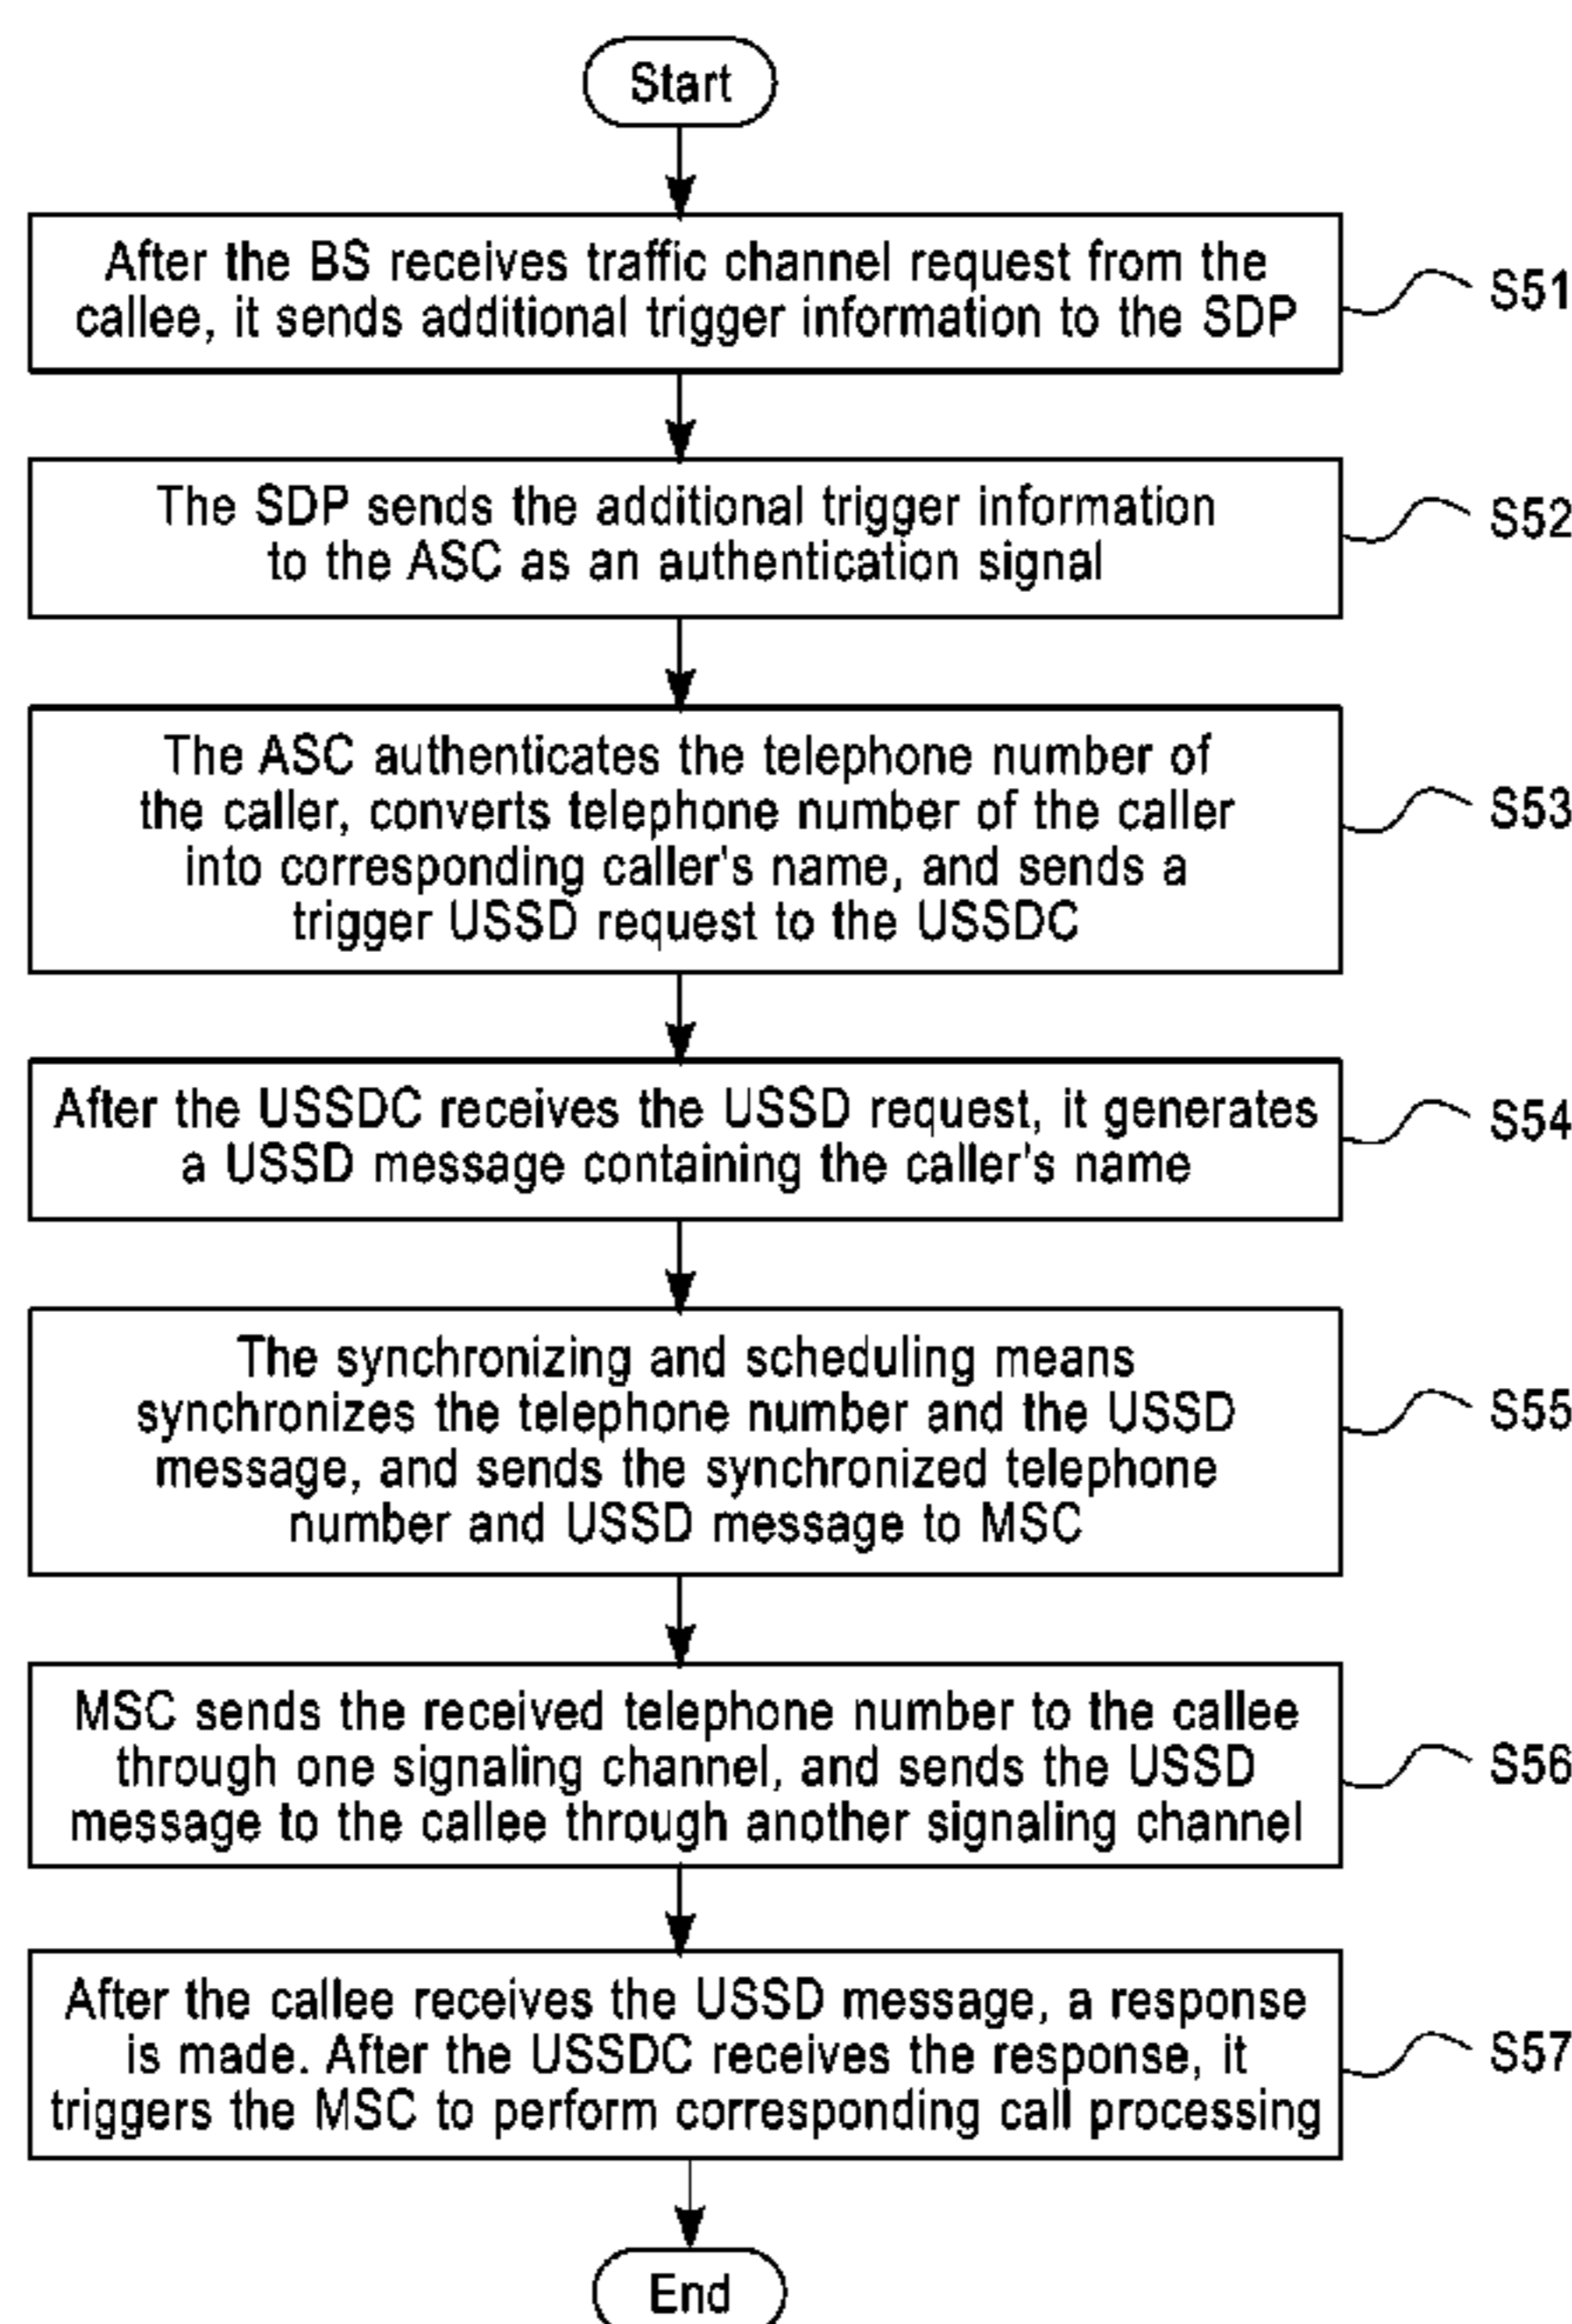 Start
After the BS receives traffic channel request from the
callee, it sends additional trigger information to the SDP
S51
The SDP sends the additional trigger information
to the ASC as an authentication signal
S52
The ASC authenticates the telephone number of
the caller, converts telephone number of the caller
into corresponding caller's name, and sends a
trigger USSD request to the USSDC
S53
After the USSDC receives the USSD request, it generates
a USSD message containing the caller's name
S54
The synchronizing and scheduling means
synchronizes the telephone number and the USSD
message, and sends the synchronized telephone
number and USSD message to MSC
S55
MSC sends the received telephone number to the callee
through one signaling channel, and sends the USSD
message to the callee through another signaling channel
S56
After the callee receives the USSD message, a response
is made. After the USSDC receives the response, it
triggers the MSC to perform corresponding call processing
S57
End